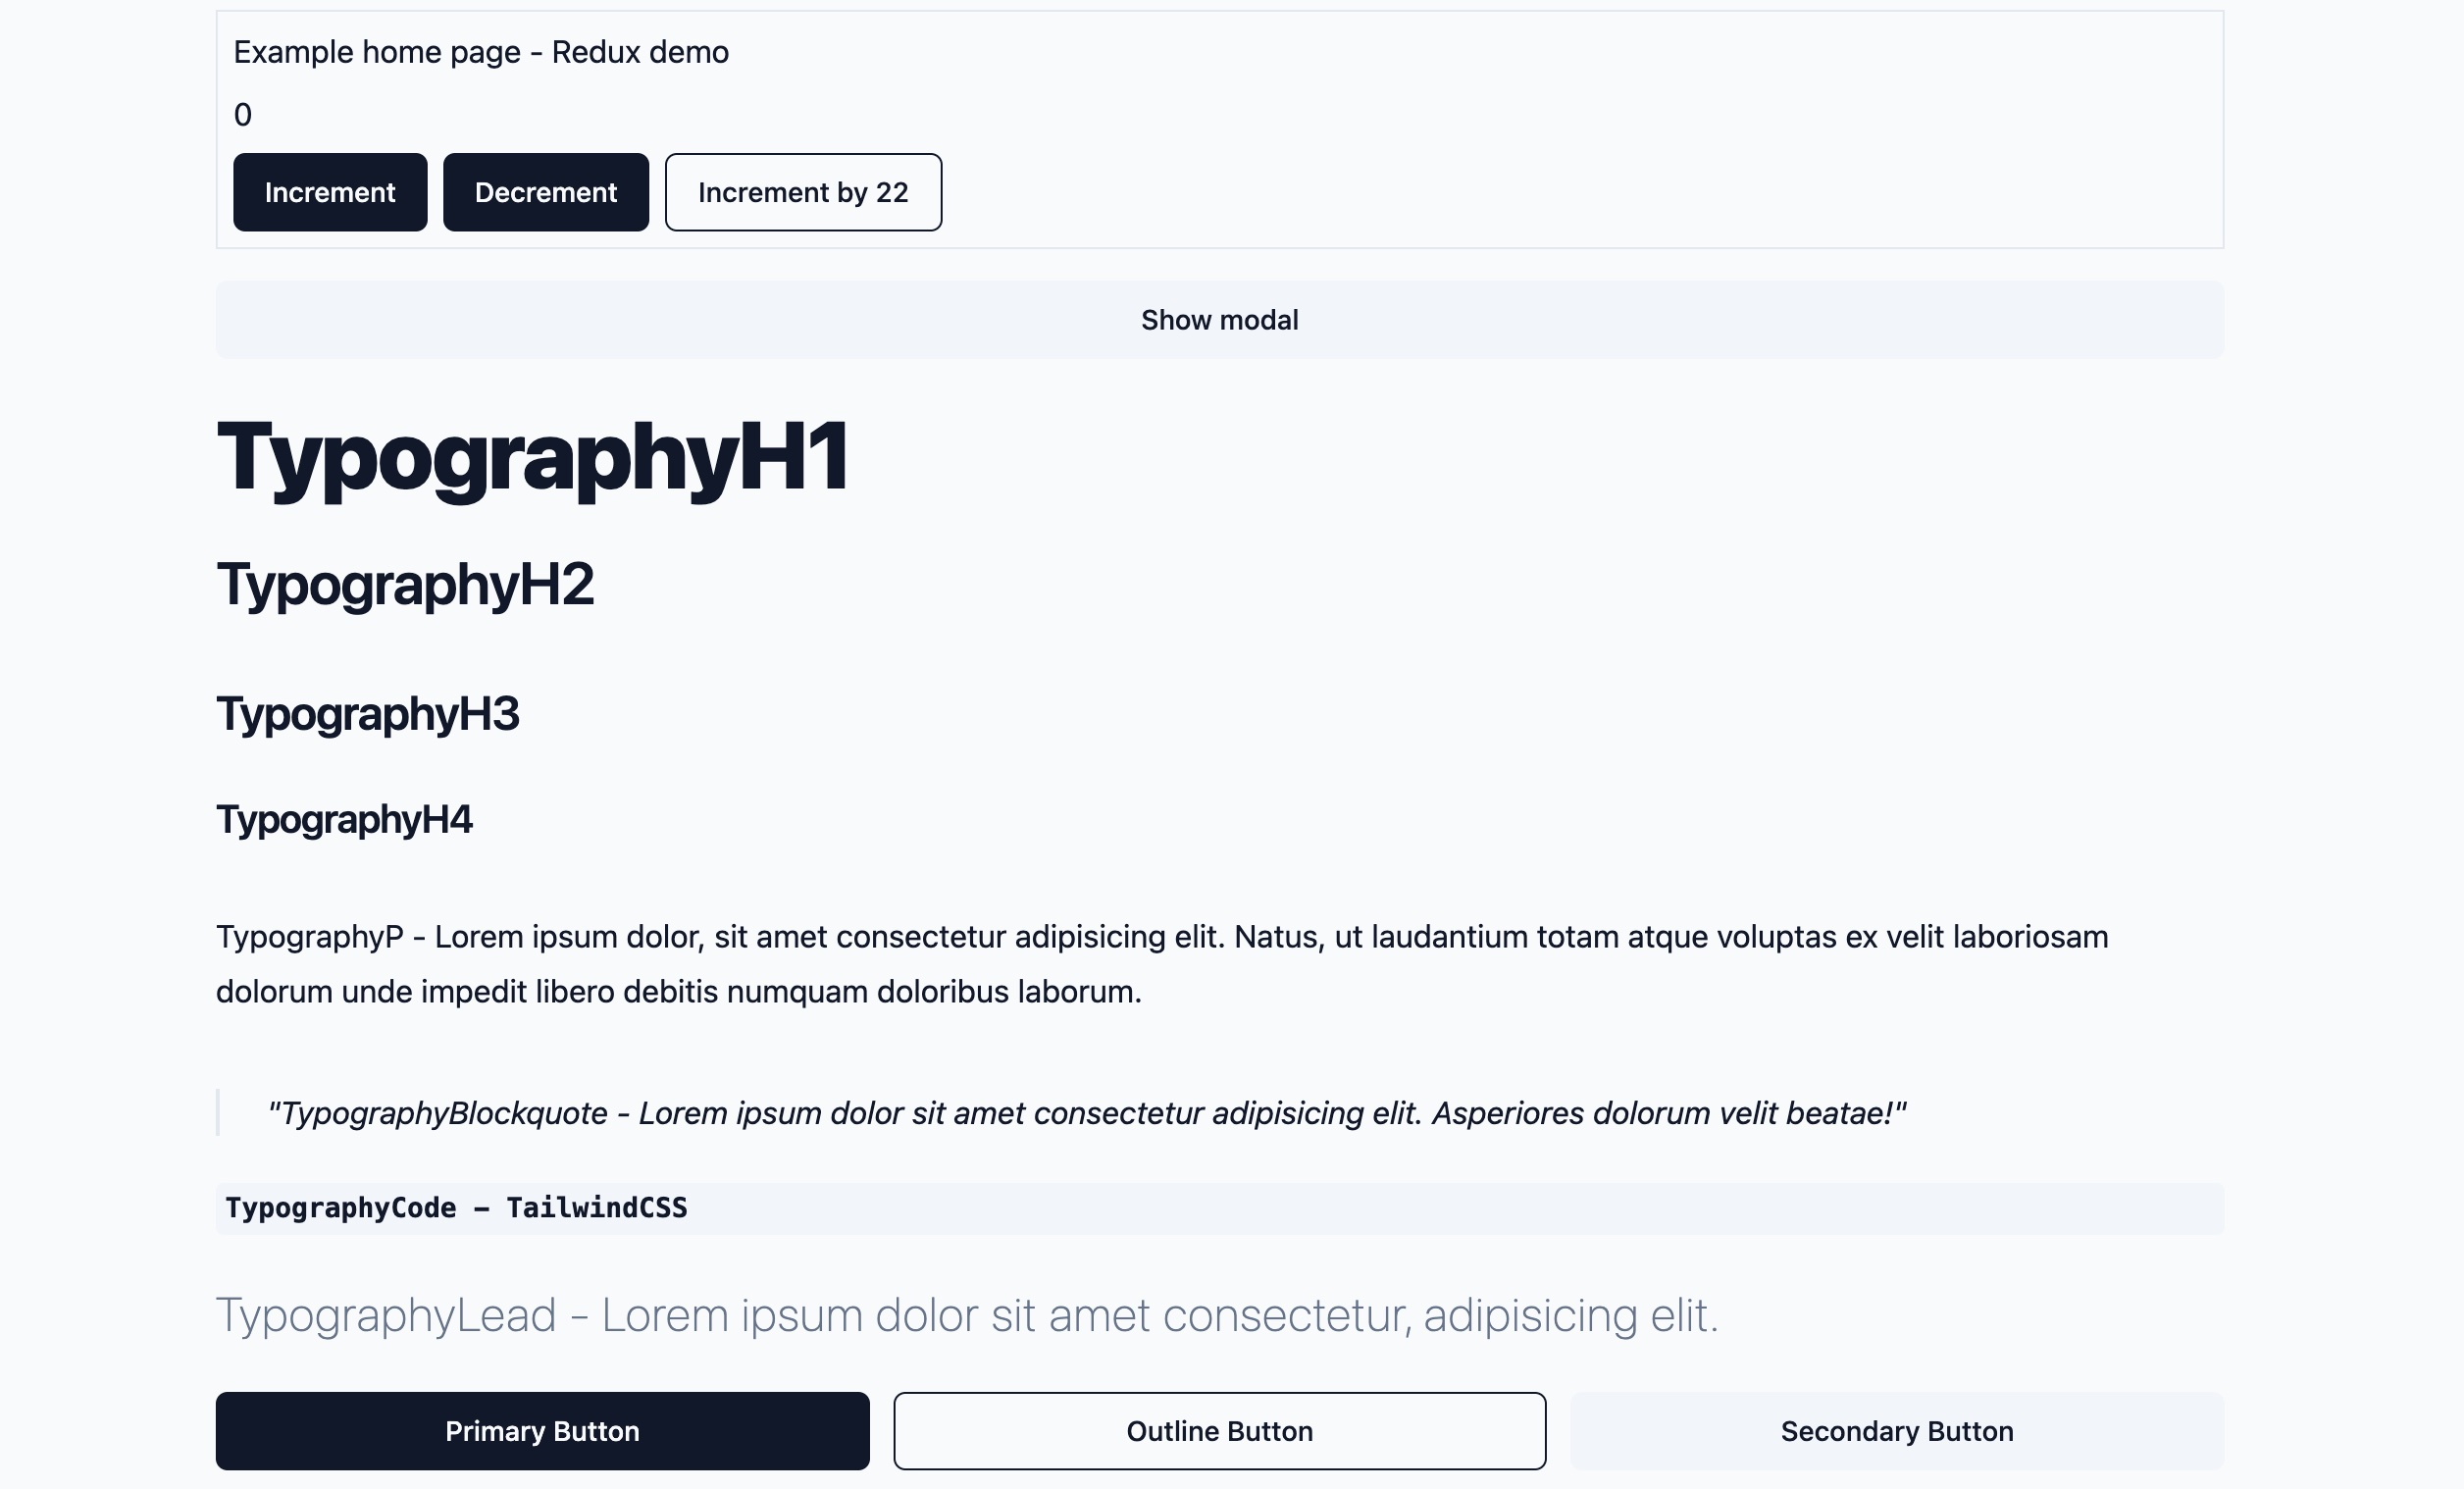 Example home page - Redux demo
0
Increment Decrement Increment by 22
Show modal
TypographyH1
TypographyH2
TypographyH3
TypographyH4
TypographyP - Lorem ipsum dolor, sit amet consectetur adipisicing elit. Natus, ut laudantium totam atque voluptas ex velit laboriosam
dolorum unde impedit libero debitis numquam doloribus laborum.
"TypographyBlockquote - Lorem ipsum dolor sit amet consectetur adipisicing elit. Asperiores dolorum velit beatae!"
TypographyCode - TailwindCSS
TypographyLead - Lorem ipsum dolor sit amet consectetur, adipisicing elit.
Primary Button Outline Button Secondary Button